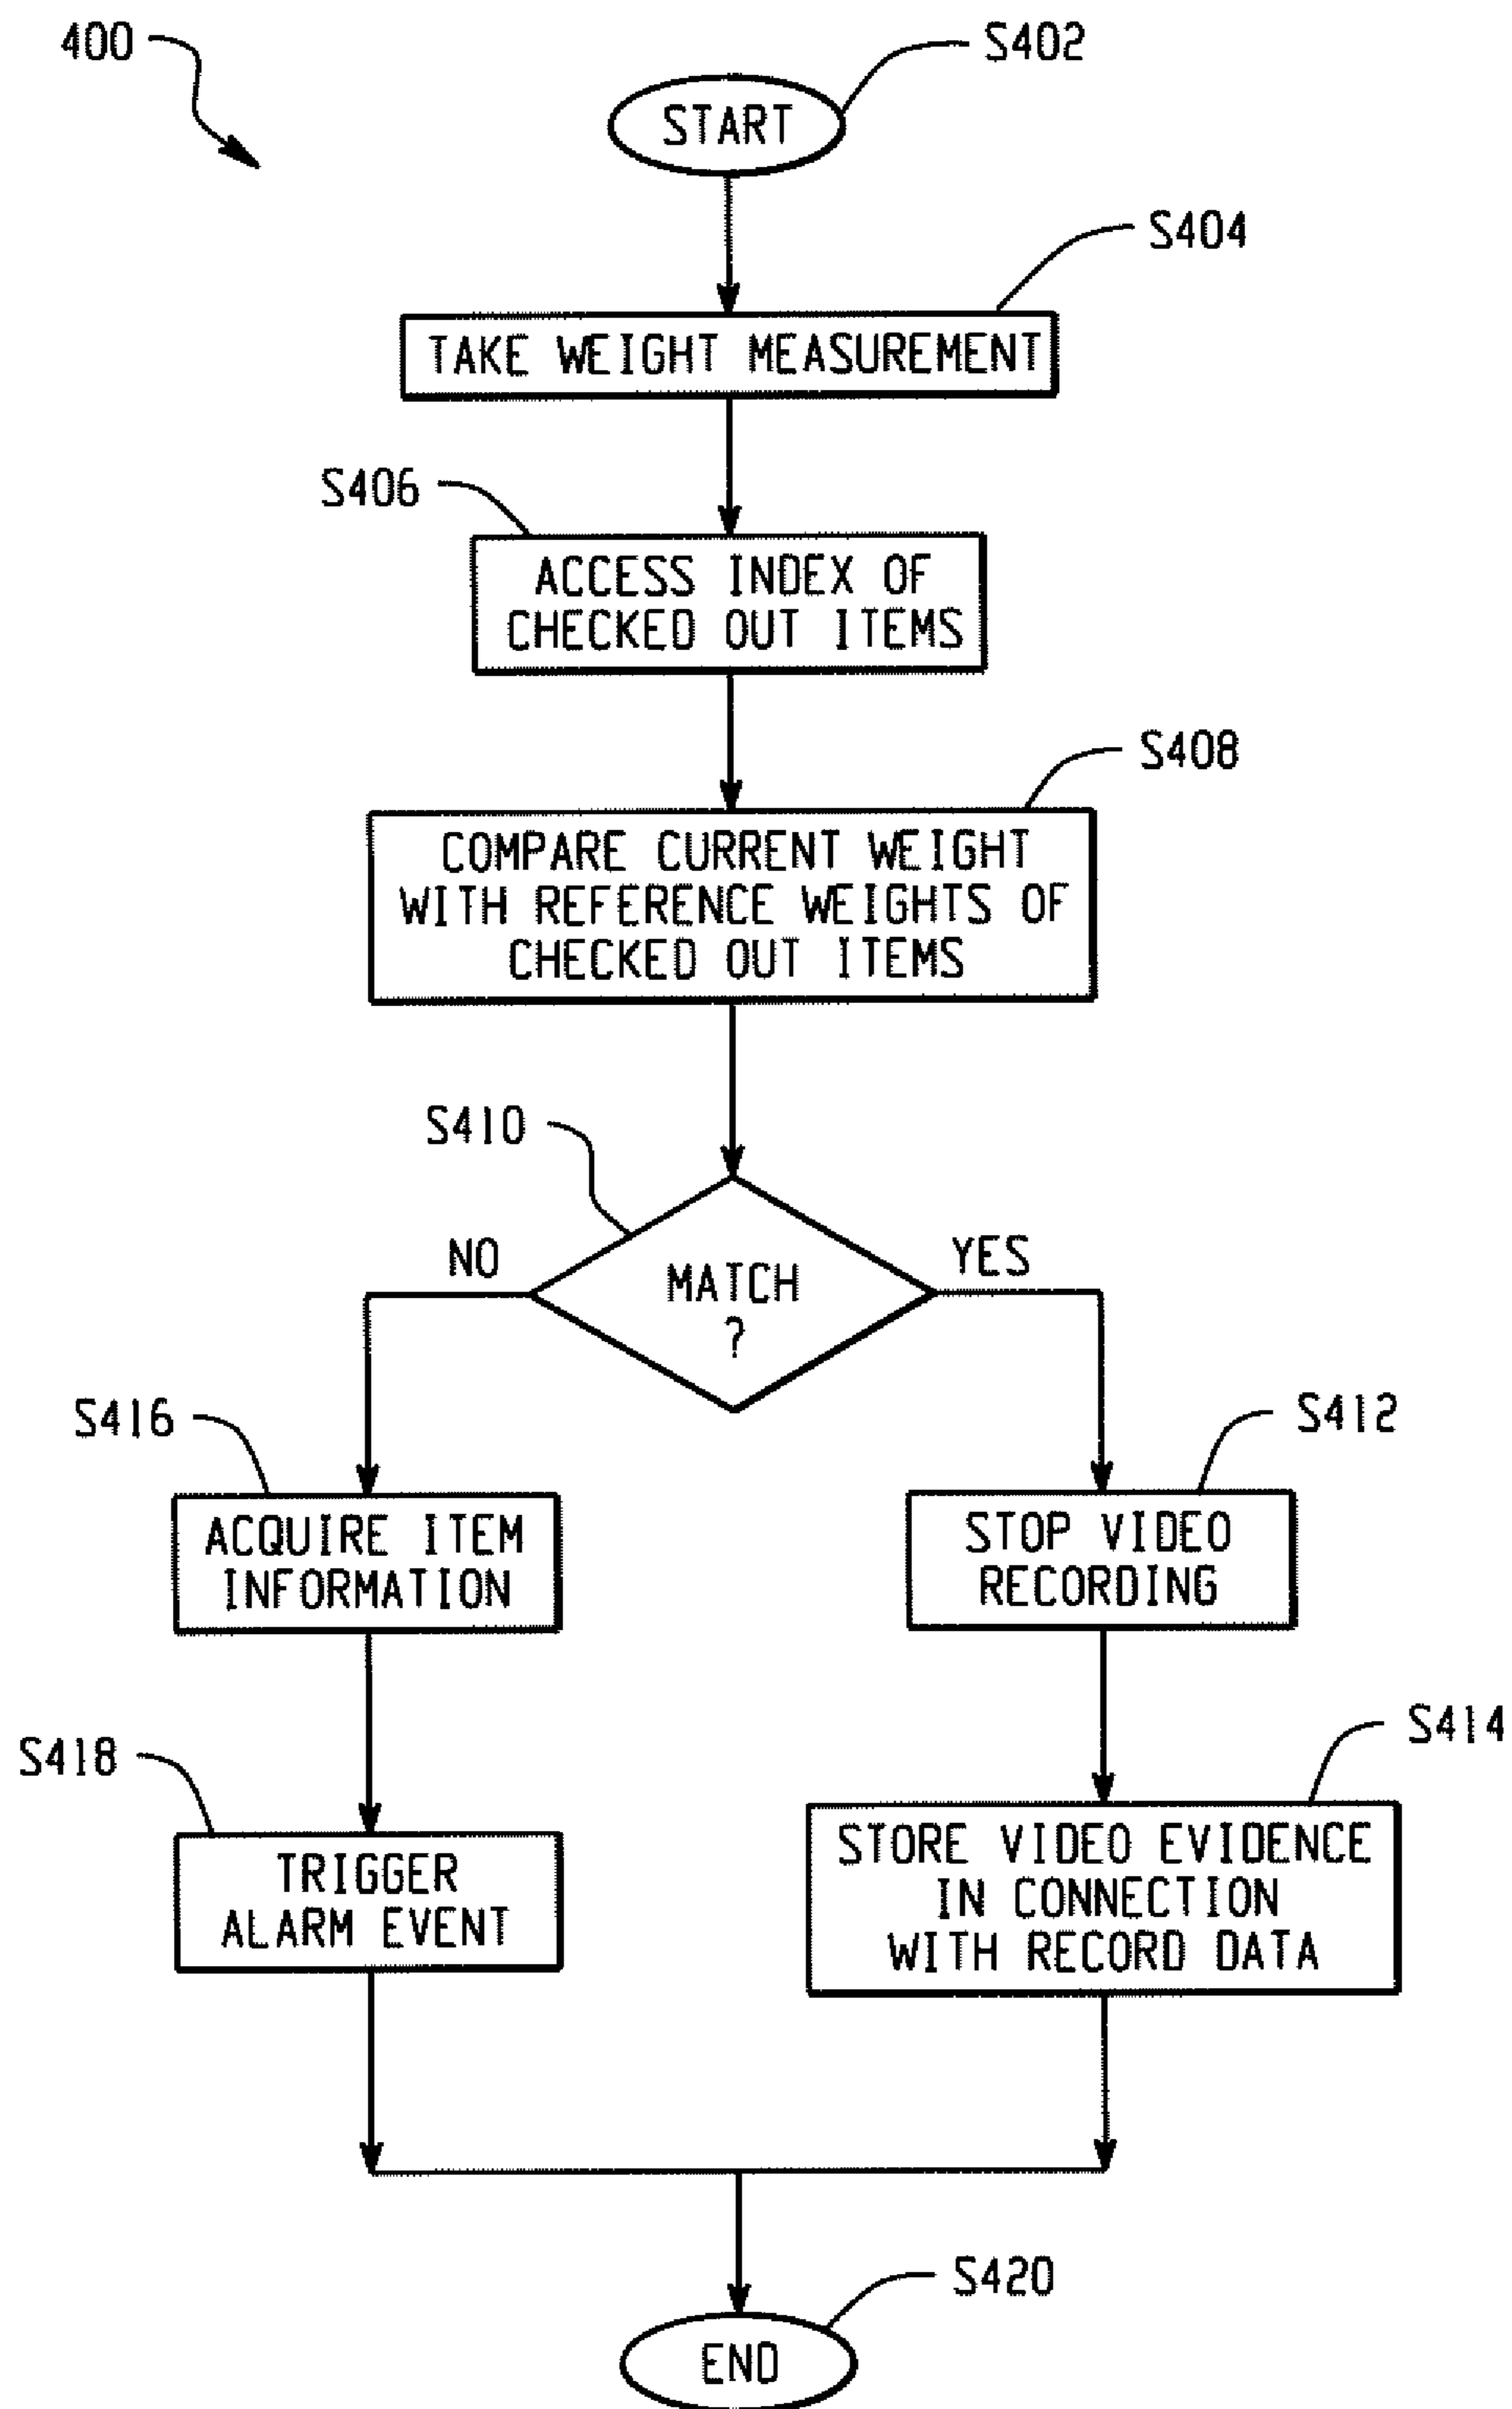 400
S402
START
S404
TAKE WEIGHT MEASUREMENT
S406
ACCESS INDEX OF
CHECKED OUT ITEMS
S408
COMPARE CURRENT WEIGHT
WITH REFERENCE WEIGHTS OF
CHECKED OUT ITEMS
S410
NO
YES
MATCH
?
S416
S412
ACQUIRE ITEM
INFORMATION
STOP VIDEO
RECORDING
S418
S414
TRIGGER
ALARM EVENT
STORE VIDEO EVIDENCE
IN CONNECTION
WITH RECORD DATA
S420
END